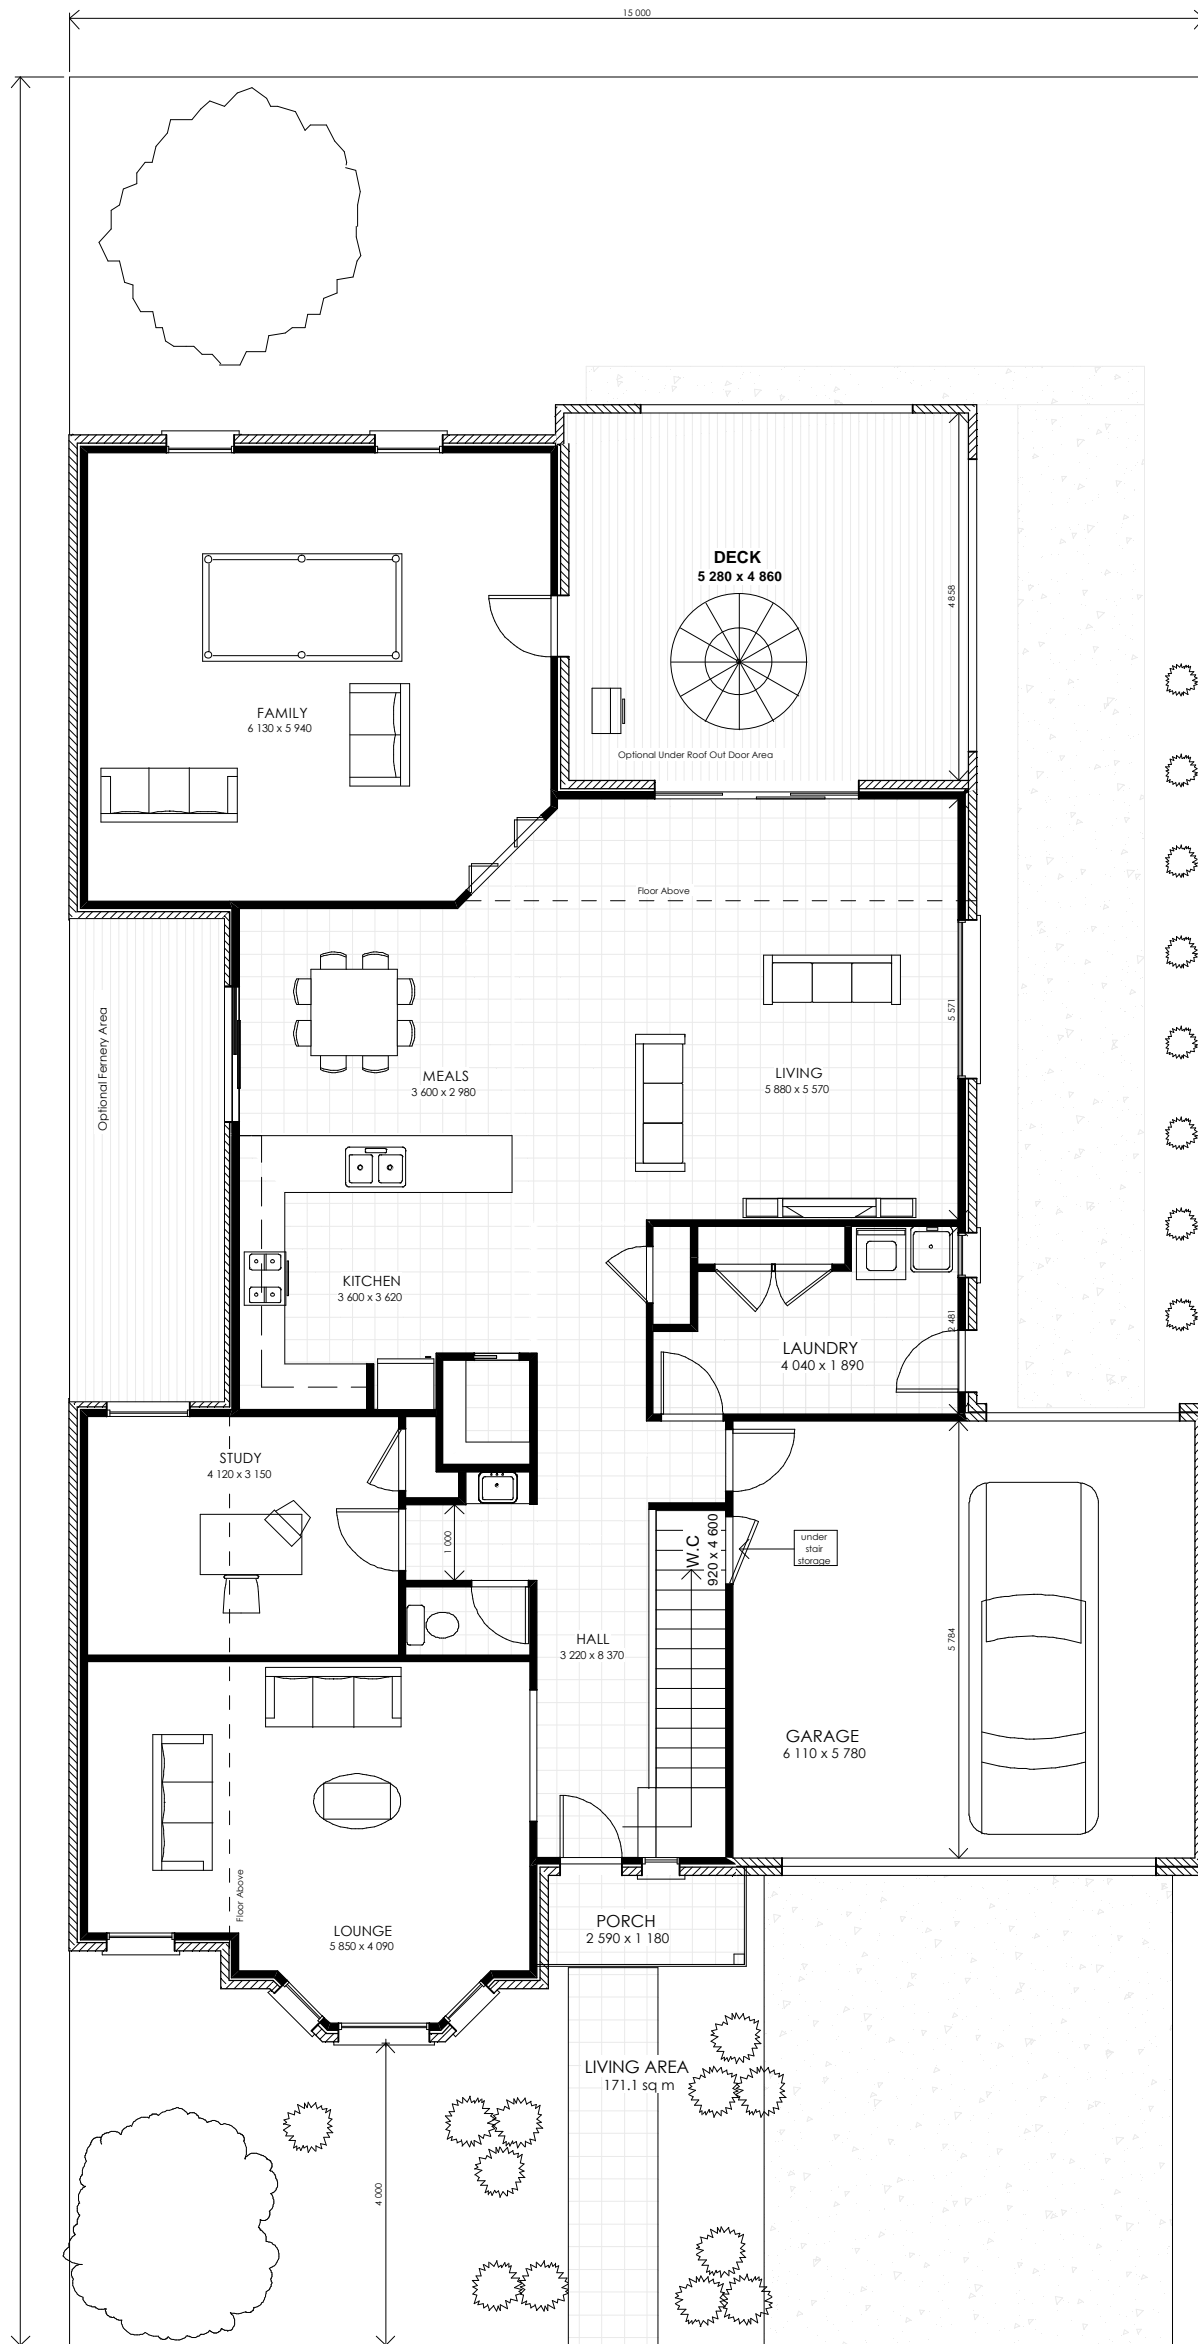 15 000
DECK
5 280 x 4 860
4 858
FAMILY
6 130 x 5 940
Optional Under Roof Out Door Area
Floor Above
Optional Fernery Area
5 571
MEALS
3 600 x 2 980
LIVING
5 880 x 5 570
KITCHEN
3 600 x 3 620
2 481
LAUNDRY
4 040 x 1 890
STUDY
4 120 x 3 150
1 000
W.C
920 x 4 600
under
stair
storage
HALL
3 220 x 8 370
5 784
GARAGE
6 110 x 5 780
Floor Above
LOUNGE
5 850 x 4 090
PORCH
2 590 x 1 180
LIVING AREA
171.1 sq m
4 000